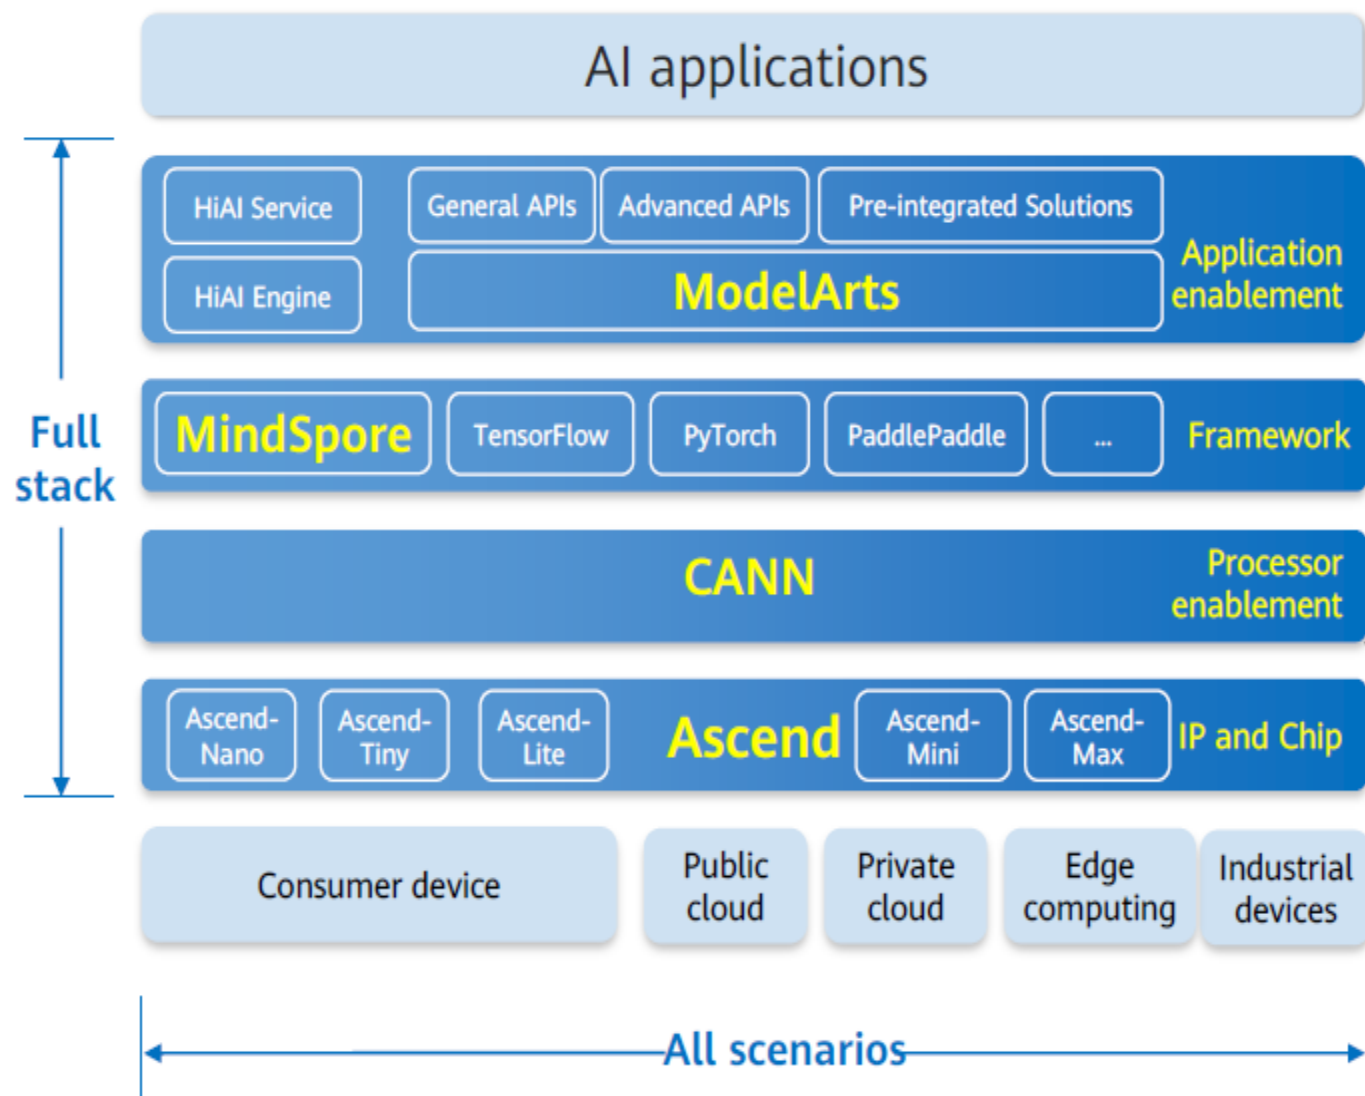 AI applications
HiAI Service
General APIs
Advanced APIs
Pre-integrated Solutions
HiAI Engine
ModelArts
Application
enablement
Full
stack
MindSpore
TensorFlow
PyTorch
PaddlePaddle
...
Framework
CANN
Processor
enablement
Ascend-
Nano
Ascend-
Tiny
Ascend-
Lite
Ascend
Ascend-
Mini
Ascend-
Max
IP and Chip
Consumer device
Public
cloud
Private
cloud
Edge
computing
Industrial
devices
All scenarios